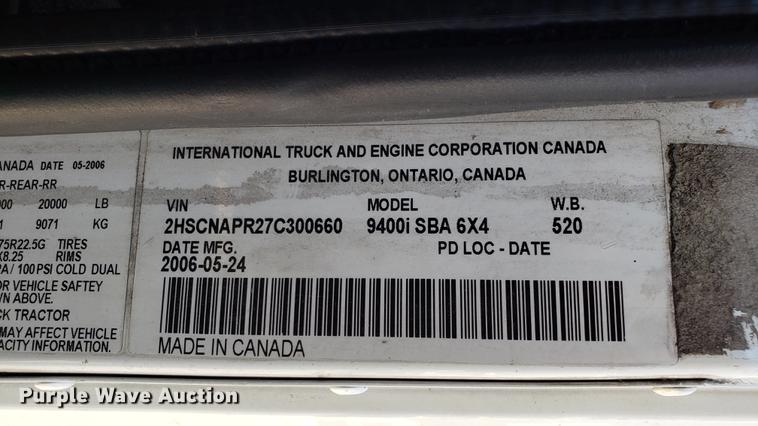 ANADA DATE 05-2006
R-REAR-RR
000 20000 LB
1 9071 KG
75R22.5G TIRES
X8.25 RIMS
A / 100 PSI COLD DUAL
OR VEHICLE SAFTEY
WN ABOVE.
CK TRACTOR
MAY AFFECT VEHICLE
PACITY INFORMATION.
INTERNATIONAL TRUCK AND ENGINE CORPORATION CANADA
BURLINGTON, ONTARIO, CANADA
VIN MODEL W.B.
2HSCNAPR27C300660 9400i SBA 6X4 520
DATE MFG. PD LOC - DATE
2006-05-24
MADE IN CANADA
Purple Wave Auction